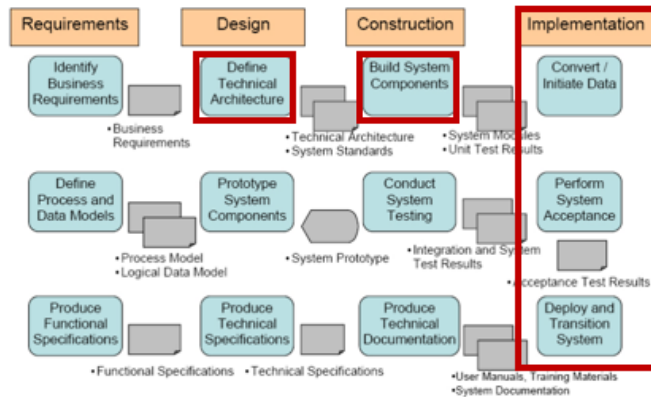 Requirements
Design
Construction
Implementation
Identify
Business
Requirements
Define
Technical
Architecture
Build System
Components
Convert /
Initiate Data
•Business
Requirements
•Technical Architecture
•System Standards
•System Modules
•Unit Test Results
Define
Process and
Data Models
Prototype
System
Components
Conduct
System
Testing
Perform
System
Acceptance
•Process Model
•Logical Data Model
•System Prototype
•Integration and System
Test Results
•Acceptance Test Results
Produce
Functional
Specifications
Produce
Technical
Specifications
Produce
Technical
Documentation
Deploy and
Transition
System
•Functional Specifications
•Technical Specifications
•User Manuals, Training Materials
•System Documentation